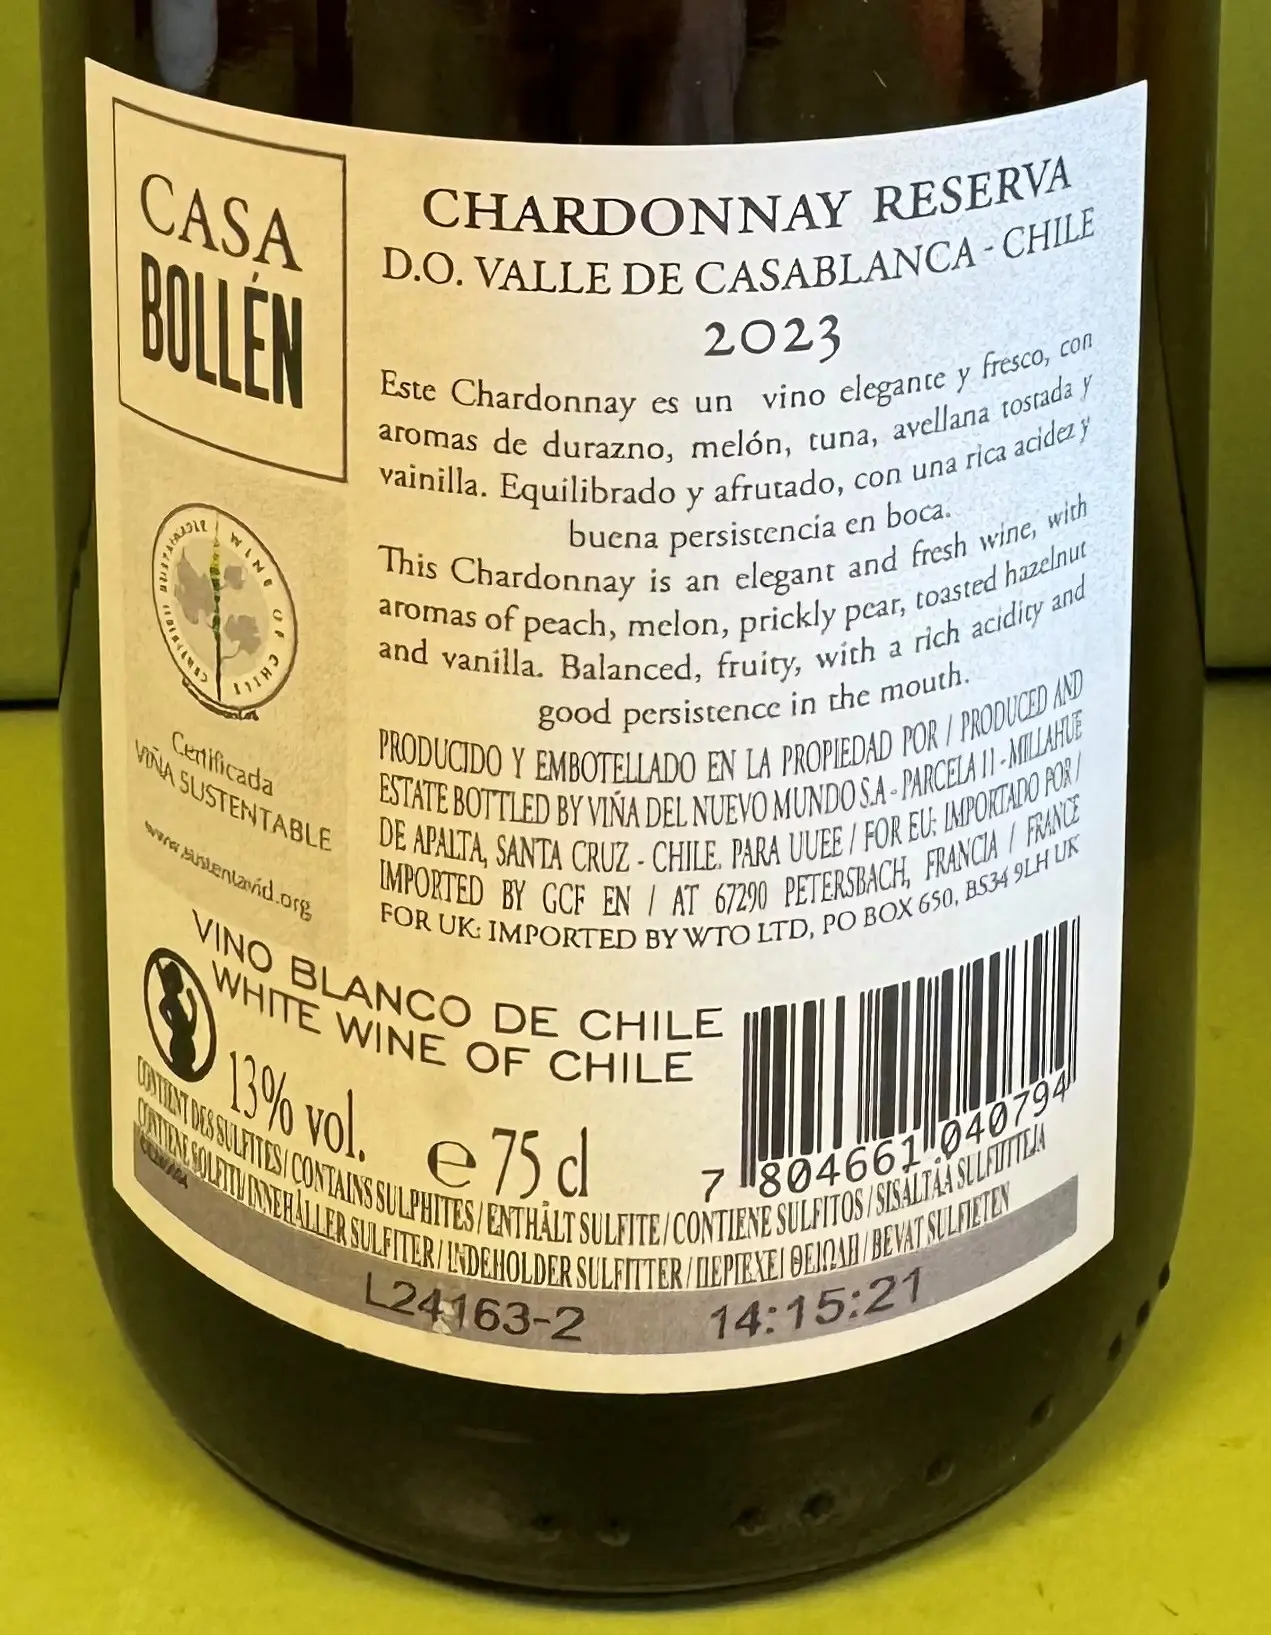 CASA
BOLLÉN
CHARDONNAY RESERVA
D.O. VALLE DE CASABLANCA - CHILE
2023
Este Chardonnay es un vino elegante y fresco, con
aromas de durazno, melón, tuna, avellana tostada y
vainilla. Equilibrado y afrutado, con una rica acidez y
buena persistencia en boca.
This Chardonnay is an elegant and fresh wine, with
aromas of peach, melon, prickly pear, toasted hazelnut
and vanilla. Balanced, fruity, with a rich acidity and
good persistence in the mouth.
PRODUCIDO Y EMBOTELLADO EN LA PROPIEDAD POR / PRODUCED AND
ESTATE BOTTLED BY VIÑA DEL NUEVO MUNDO S.A - PARCELA 11 - MILLAHUE
DE APALTA, SANTA CRUZ - CHILE. PARA UUEE / FOR EU: IMPORTADO POR /
IMPORTED BY GCF EN / AT 67290 PETERSBACH, FRANCIA / FRANCE
FOR UK: IMPORTED BY WTO LTD, PO BOX 650, BS34 9LH UK
WINE OF CHILE
Certificada
VIÑA SUSTENTABLE
www.sustentavid.org
VINO BLANCO DE CHILE
WHITE WINE OF CHILE
13% vol.
e 75 cl
7 804661 040794
CONTIENT DES SULFITES / CONTAINS SULPHITES / ENTHÄLT SULFITE / CONTIENE SULFITOS / SISÄLTÄÄ SULFIITTEJA
CONTIENE SOLFITI / INNEHÅLLER SULFITER / INDEHOLDER SULFITTER / ΠΕΡΙΕΧΕΙ ΘΕΙΩΔΗ / BEVAT SULFIETEN
L24163-2 14:15:21